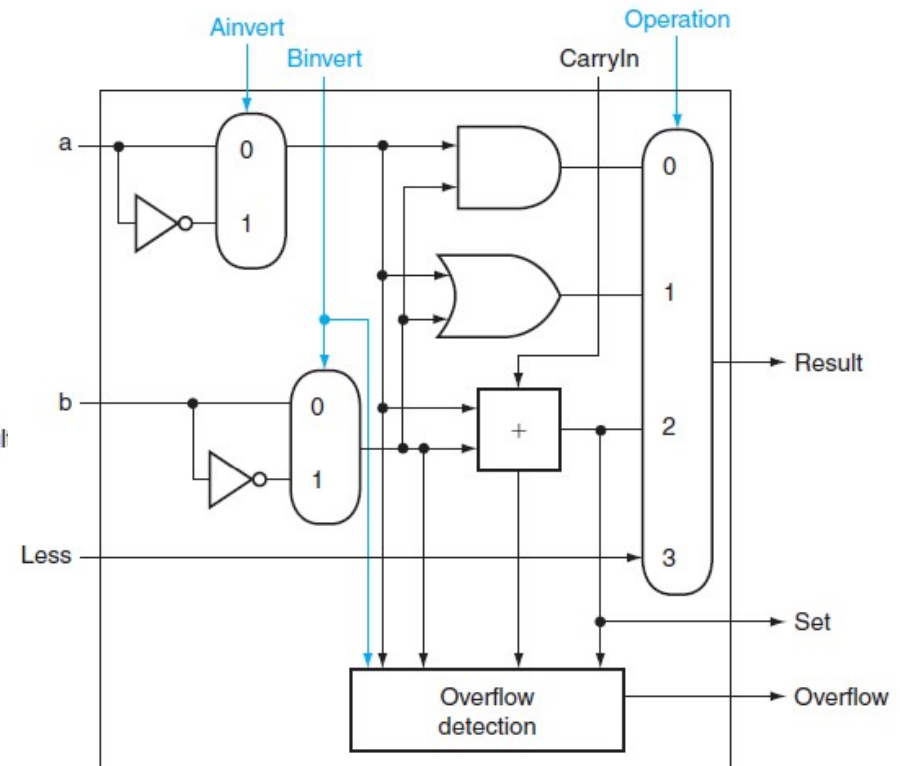 Ainvert
Operation
Binvert
CarryIn
a
0
0
1
1
b
0
2
+
1
Result
Less
3
Set
Overflow
detection
Overflow